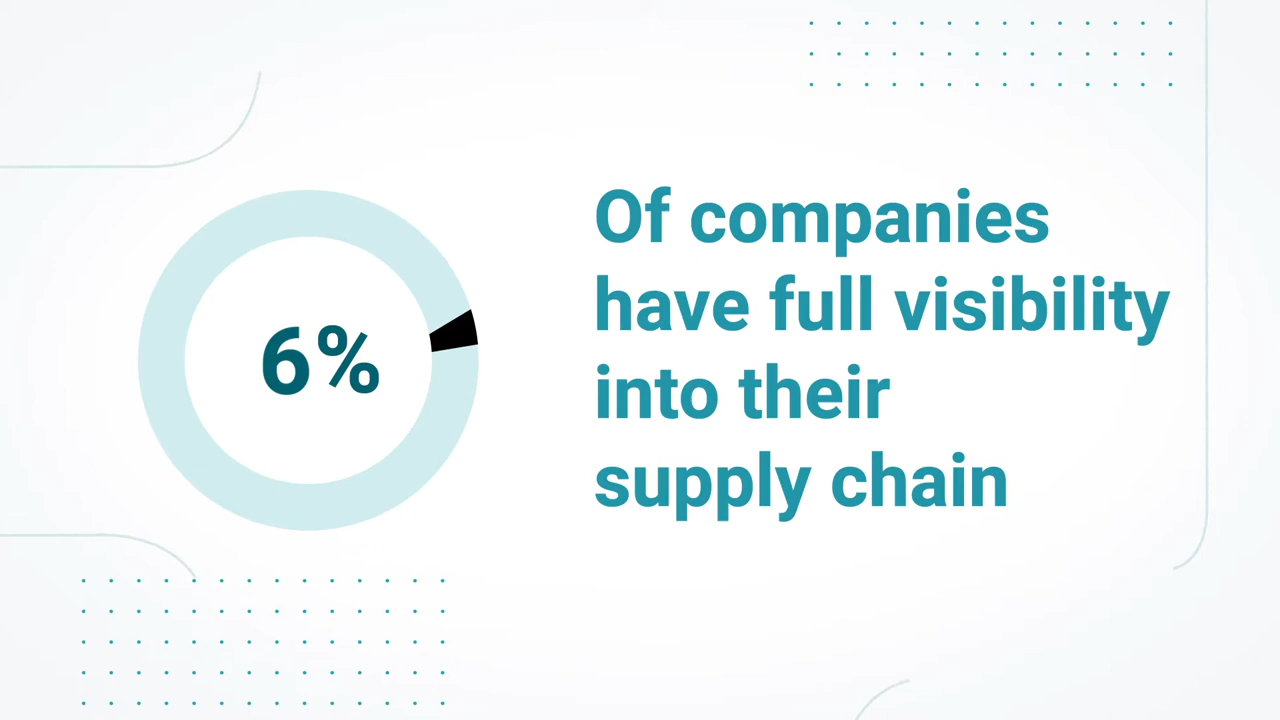 6%
Of companies
have full visibility
into their
supply chain